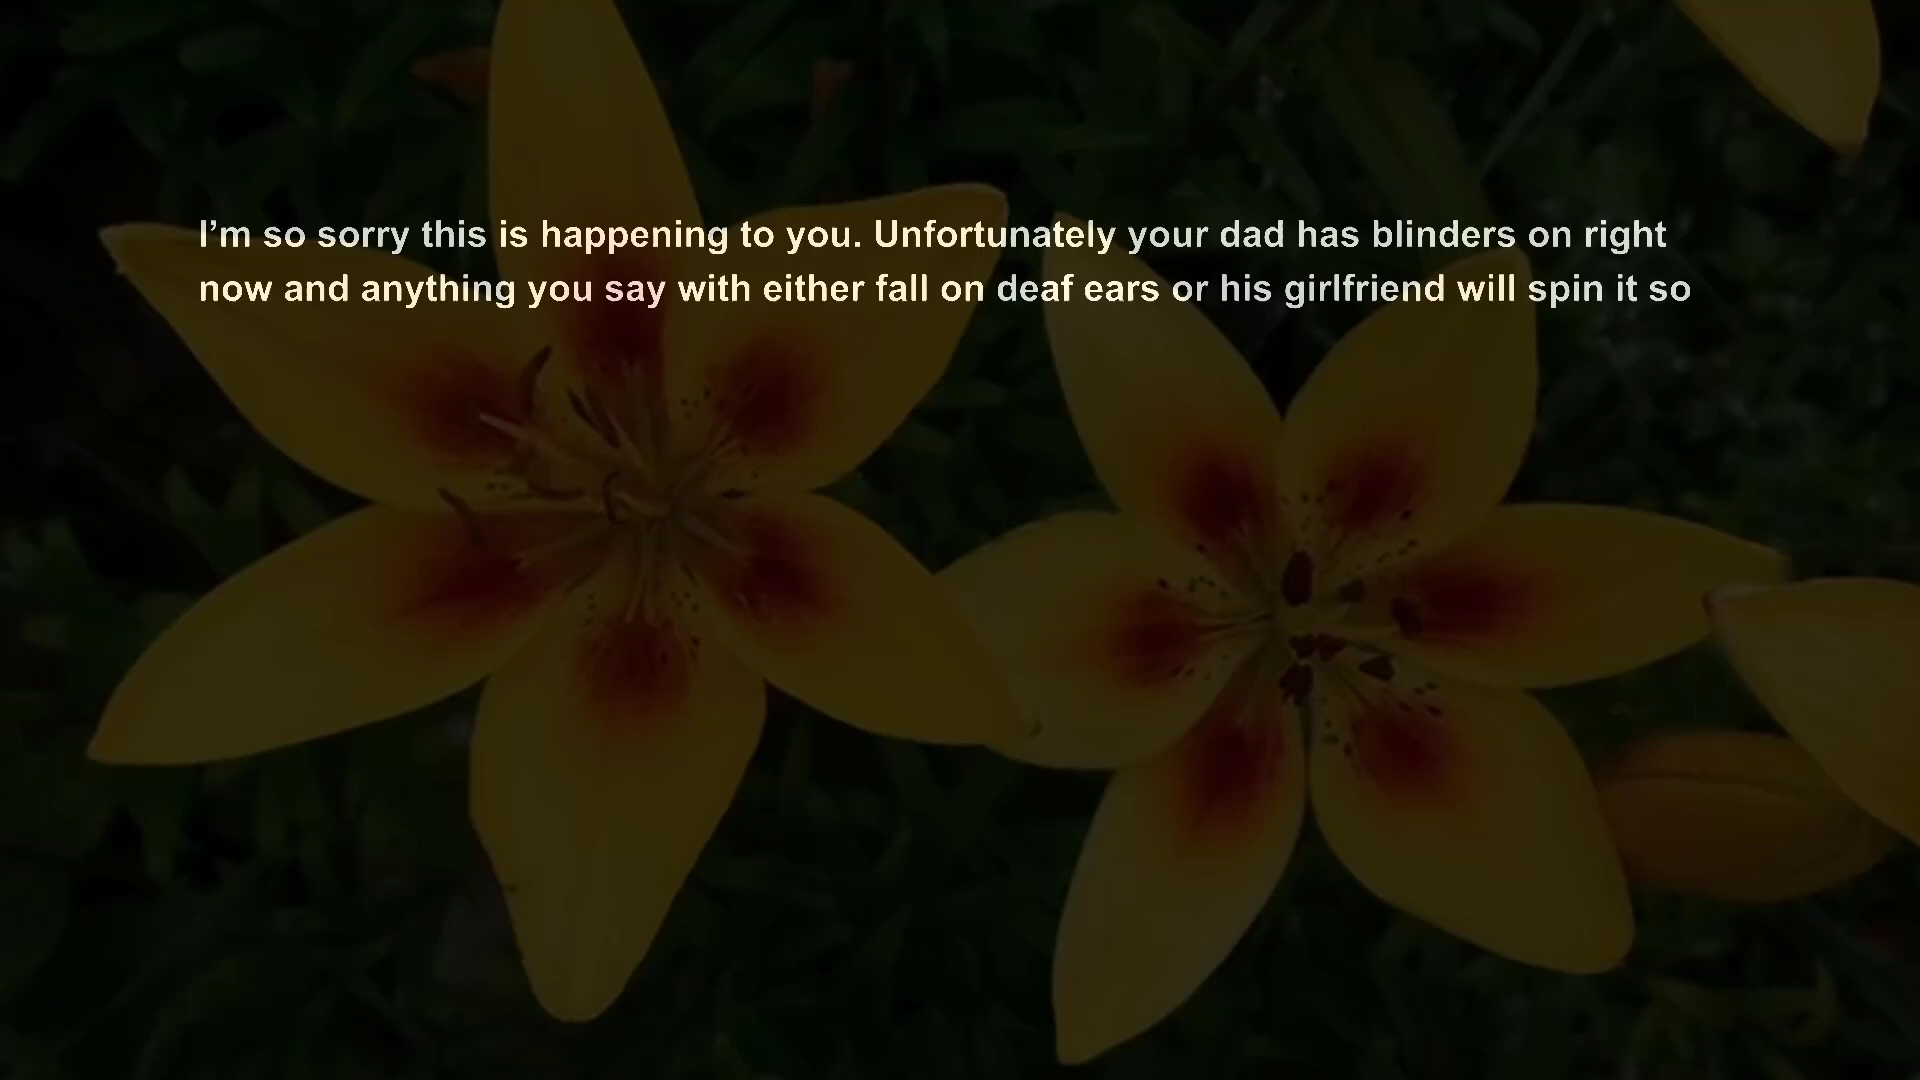 I’m so sorry this is happening to you. Unfortunately your dad has blinders on right
now and anything you say with either fall on deaf ears or his girlfriend will spin it so